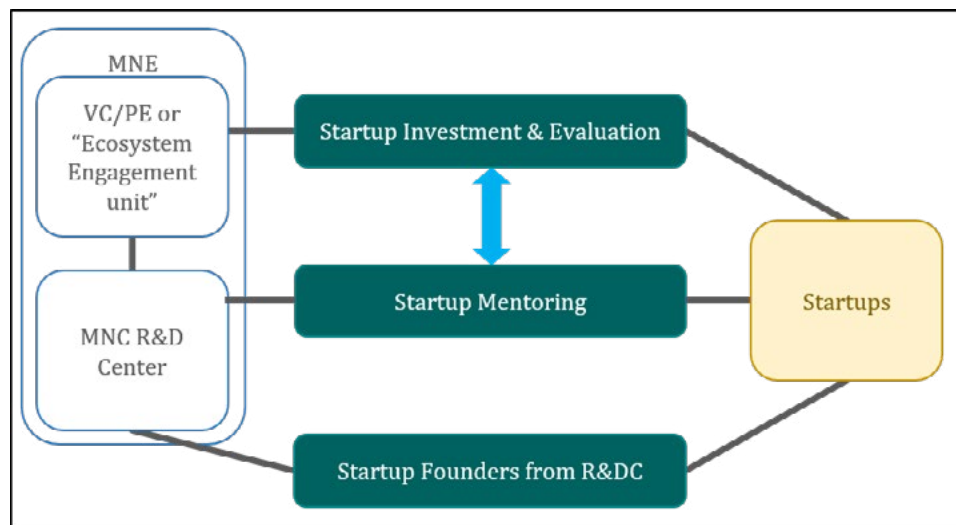 MNE
VC/PE or
“Ecosystem
Engagement
unit”
MNC R&D
Center
Startup Investment & Evaluation
Startup Mentoring
Startup Founders from R&DC
Startups